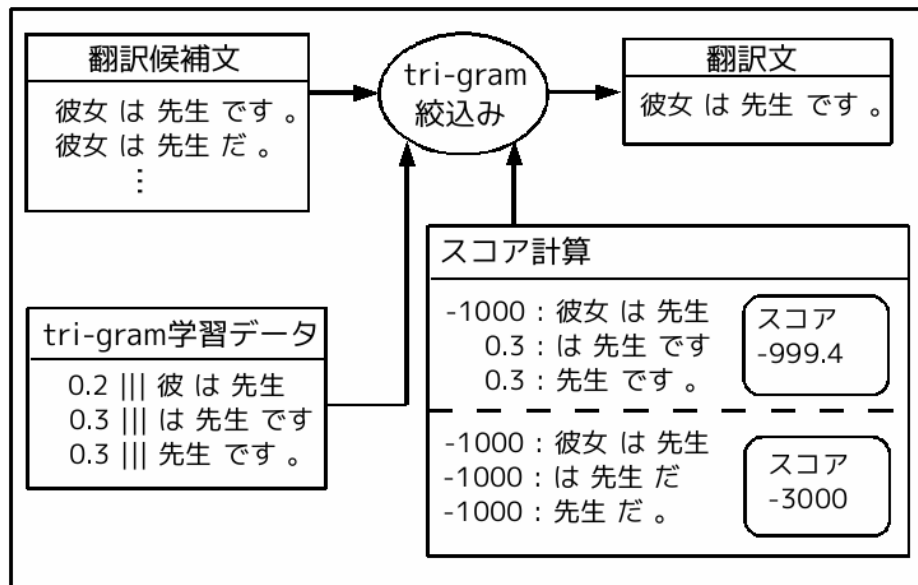 翻訳候補文
彼女 は 先生 です 。
彼女 は 先生 だ 。
⋮
tri-gram
絞込み
翻訳文
彼女 は 先生 です 。
tri-gram学習データ
0.2 ||| 彼 は 先生
0.3 ||| は 先生 です
0.3 ||| 先生 です 。
スコア計算
-1000 : 彼女 は 先生
0.3 : は 先生 です
0.3 : 先生 です 。
スコア
-999.4
-1000 : 彼女 は 先生
-1000 : は 先生 だ
-1000 : 先生 だ 。
スコア
-3000